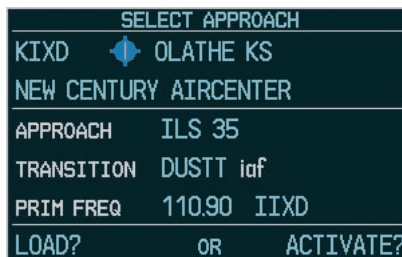 SELECT APPROACH
KIXD OLATHE KS
NEW CENTURY AIRCENTER
APPROACH ILS 35
TRANSITION DUSTT iaf
PRIM FREQ 110.90 IIXD
LOAD? OR ACTIVATE?